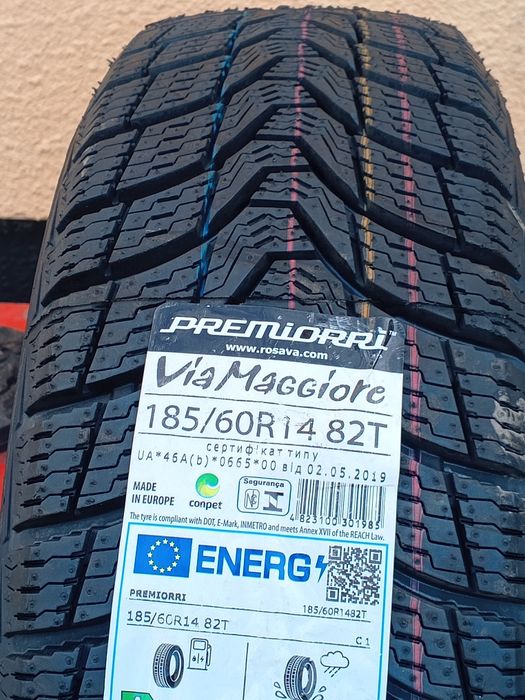 PREMIORRI
www.rosava.com
ViaMaggiore
185/60R14 82T
сертифікат типу
UA*46A(b)*0665*00 від 02.05.2019
MADE
IN EUROPE
conpet
Segurança
4823100301985
The tyre is compliant with DOT, E-Mark, INMETRO and meets Annex XVII of the REACH Law.
ENERG
PREMIORRI
185/60R1482T
185/60R14 82T
C1